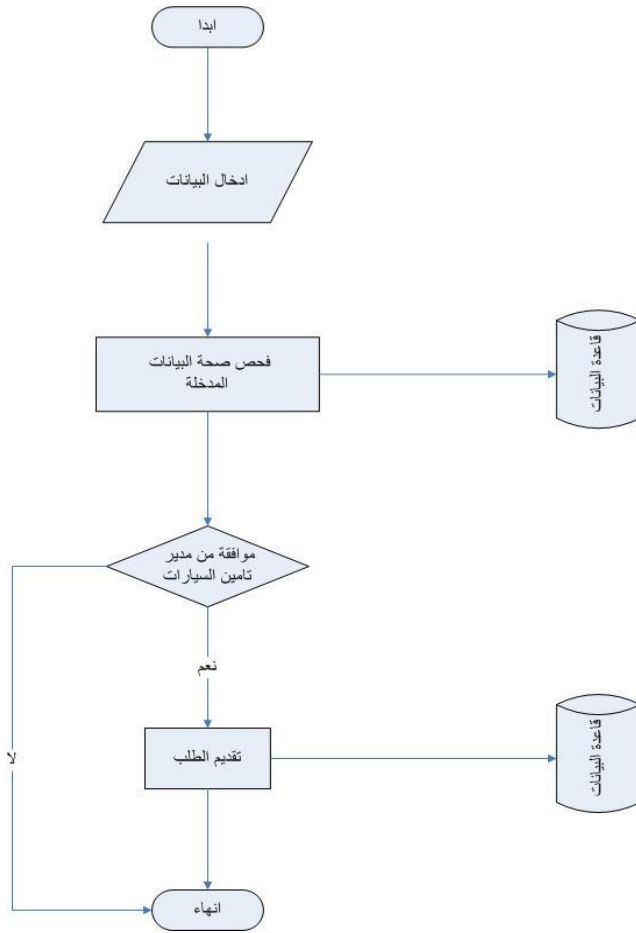 ابدا
ادخال البيانات
فحص صحة البيانات
المدخلة
قاعدة البيانات
موافقة من مدير
تامين السيارات
نعم
لا
تقديم الطلب
قاعدة البيانات
انهاء